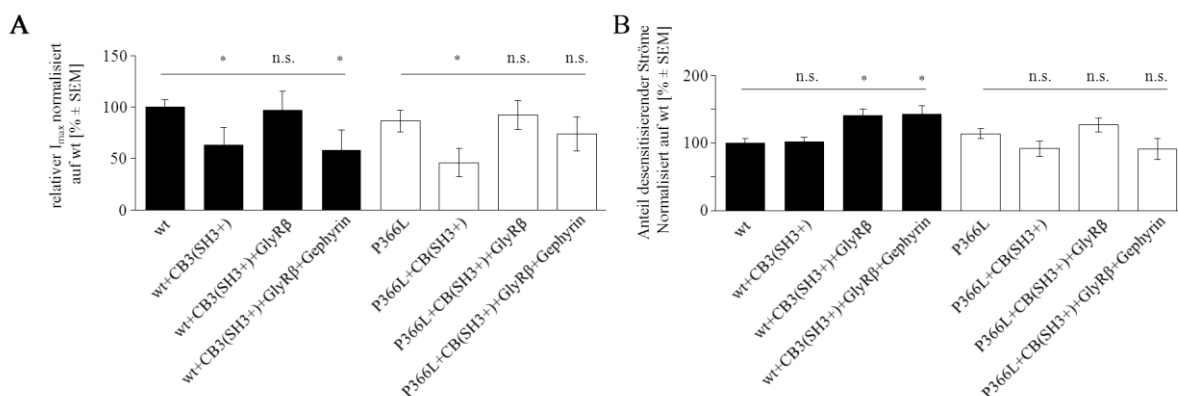 A
relativer Imax normalisiert
auf wt [% ± SEM]
150
100
50
0
* n.s. * * n.s. n.s.
wt
wt+CB3(SH3+)
wt+CB3(SH3+)+GlyRβ
wt+CB3(SH3+)+GlyRβ+Gephyrin
P366L
P366L+CB(SH3+)
P366L+CB(SH3+)+GlyRβ
P366L+CB(SH3+)+GlyRβ+Gephyrin
B
Anteil desensitisierender Ströme
Normalisiert auf wt [% ± SEM]
200
150
100
50
0
n.s. * * n.s. n.s. n.s.
wt
wt+CB3(SH3+)
wt+CB3(SH3+)+GlyRβ
wt+CB3(SH3+)+GlyRβ+Gephyrin
P366L
P366L+CB(SH3+)
P366L+CB(SH3+)+GlyRβ
P366L+CB(SH3+)+GlyRβ+Gephyrin